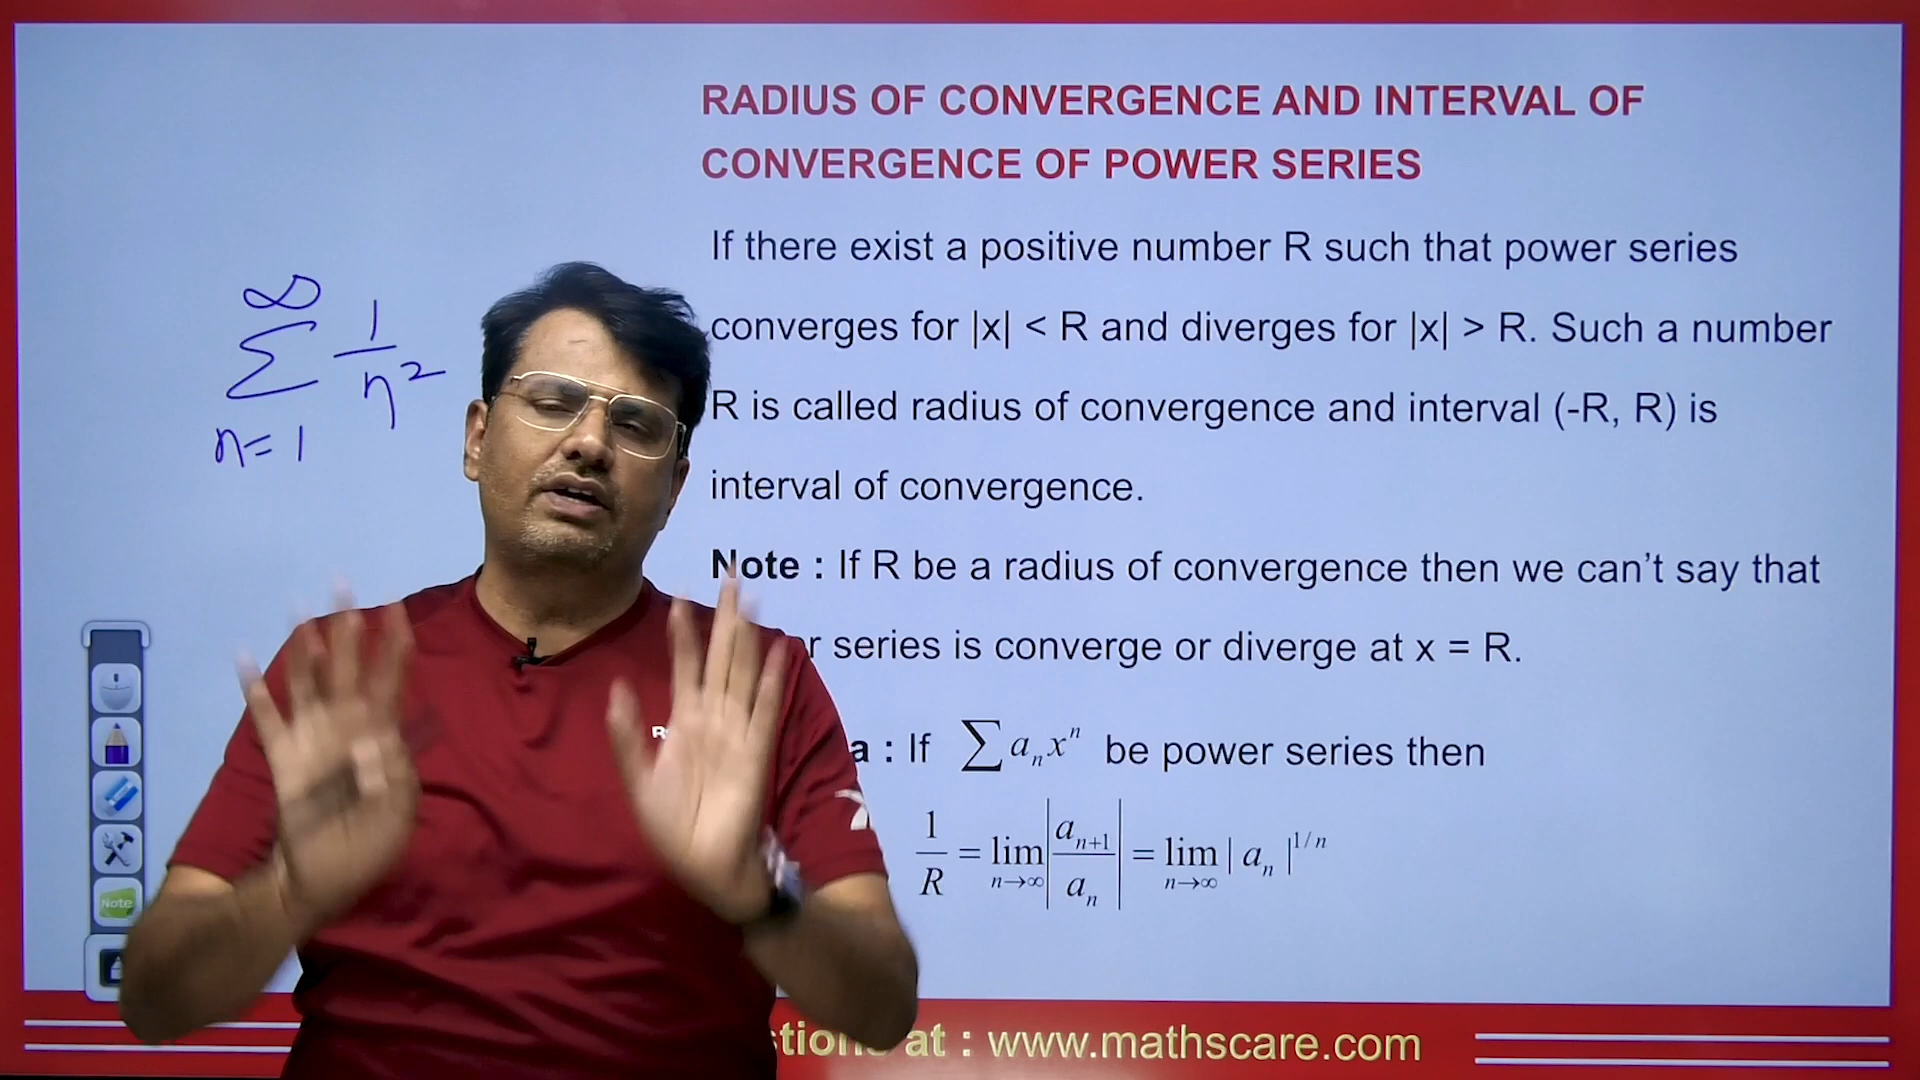 RADIUS OF CONVERGENCE AND INTERVAL OF
CONVERGENCE OF POWER SERIES
If there exist a positive number R such that power series
converges for |x| < R and diverges for |x| > R. Such a number
R is called radius of convergence and interval (-R, R) is
interval of convergence.
Note : If R be a radius of convergence then we can't say that
series is converge or diverge at x = R.
: If ∑ aₙxⁿ be power series then
1/R = lim n→∞ |aₙ₊₁/aₙ| = lim n→∞ |aₙ|^1/n
∞
∑ 1/n²
n=1
Note
at : www.mathscare.com